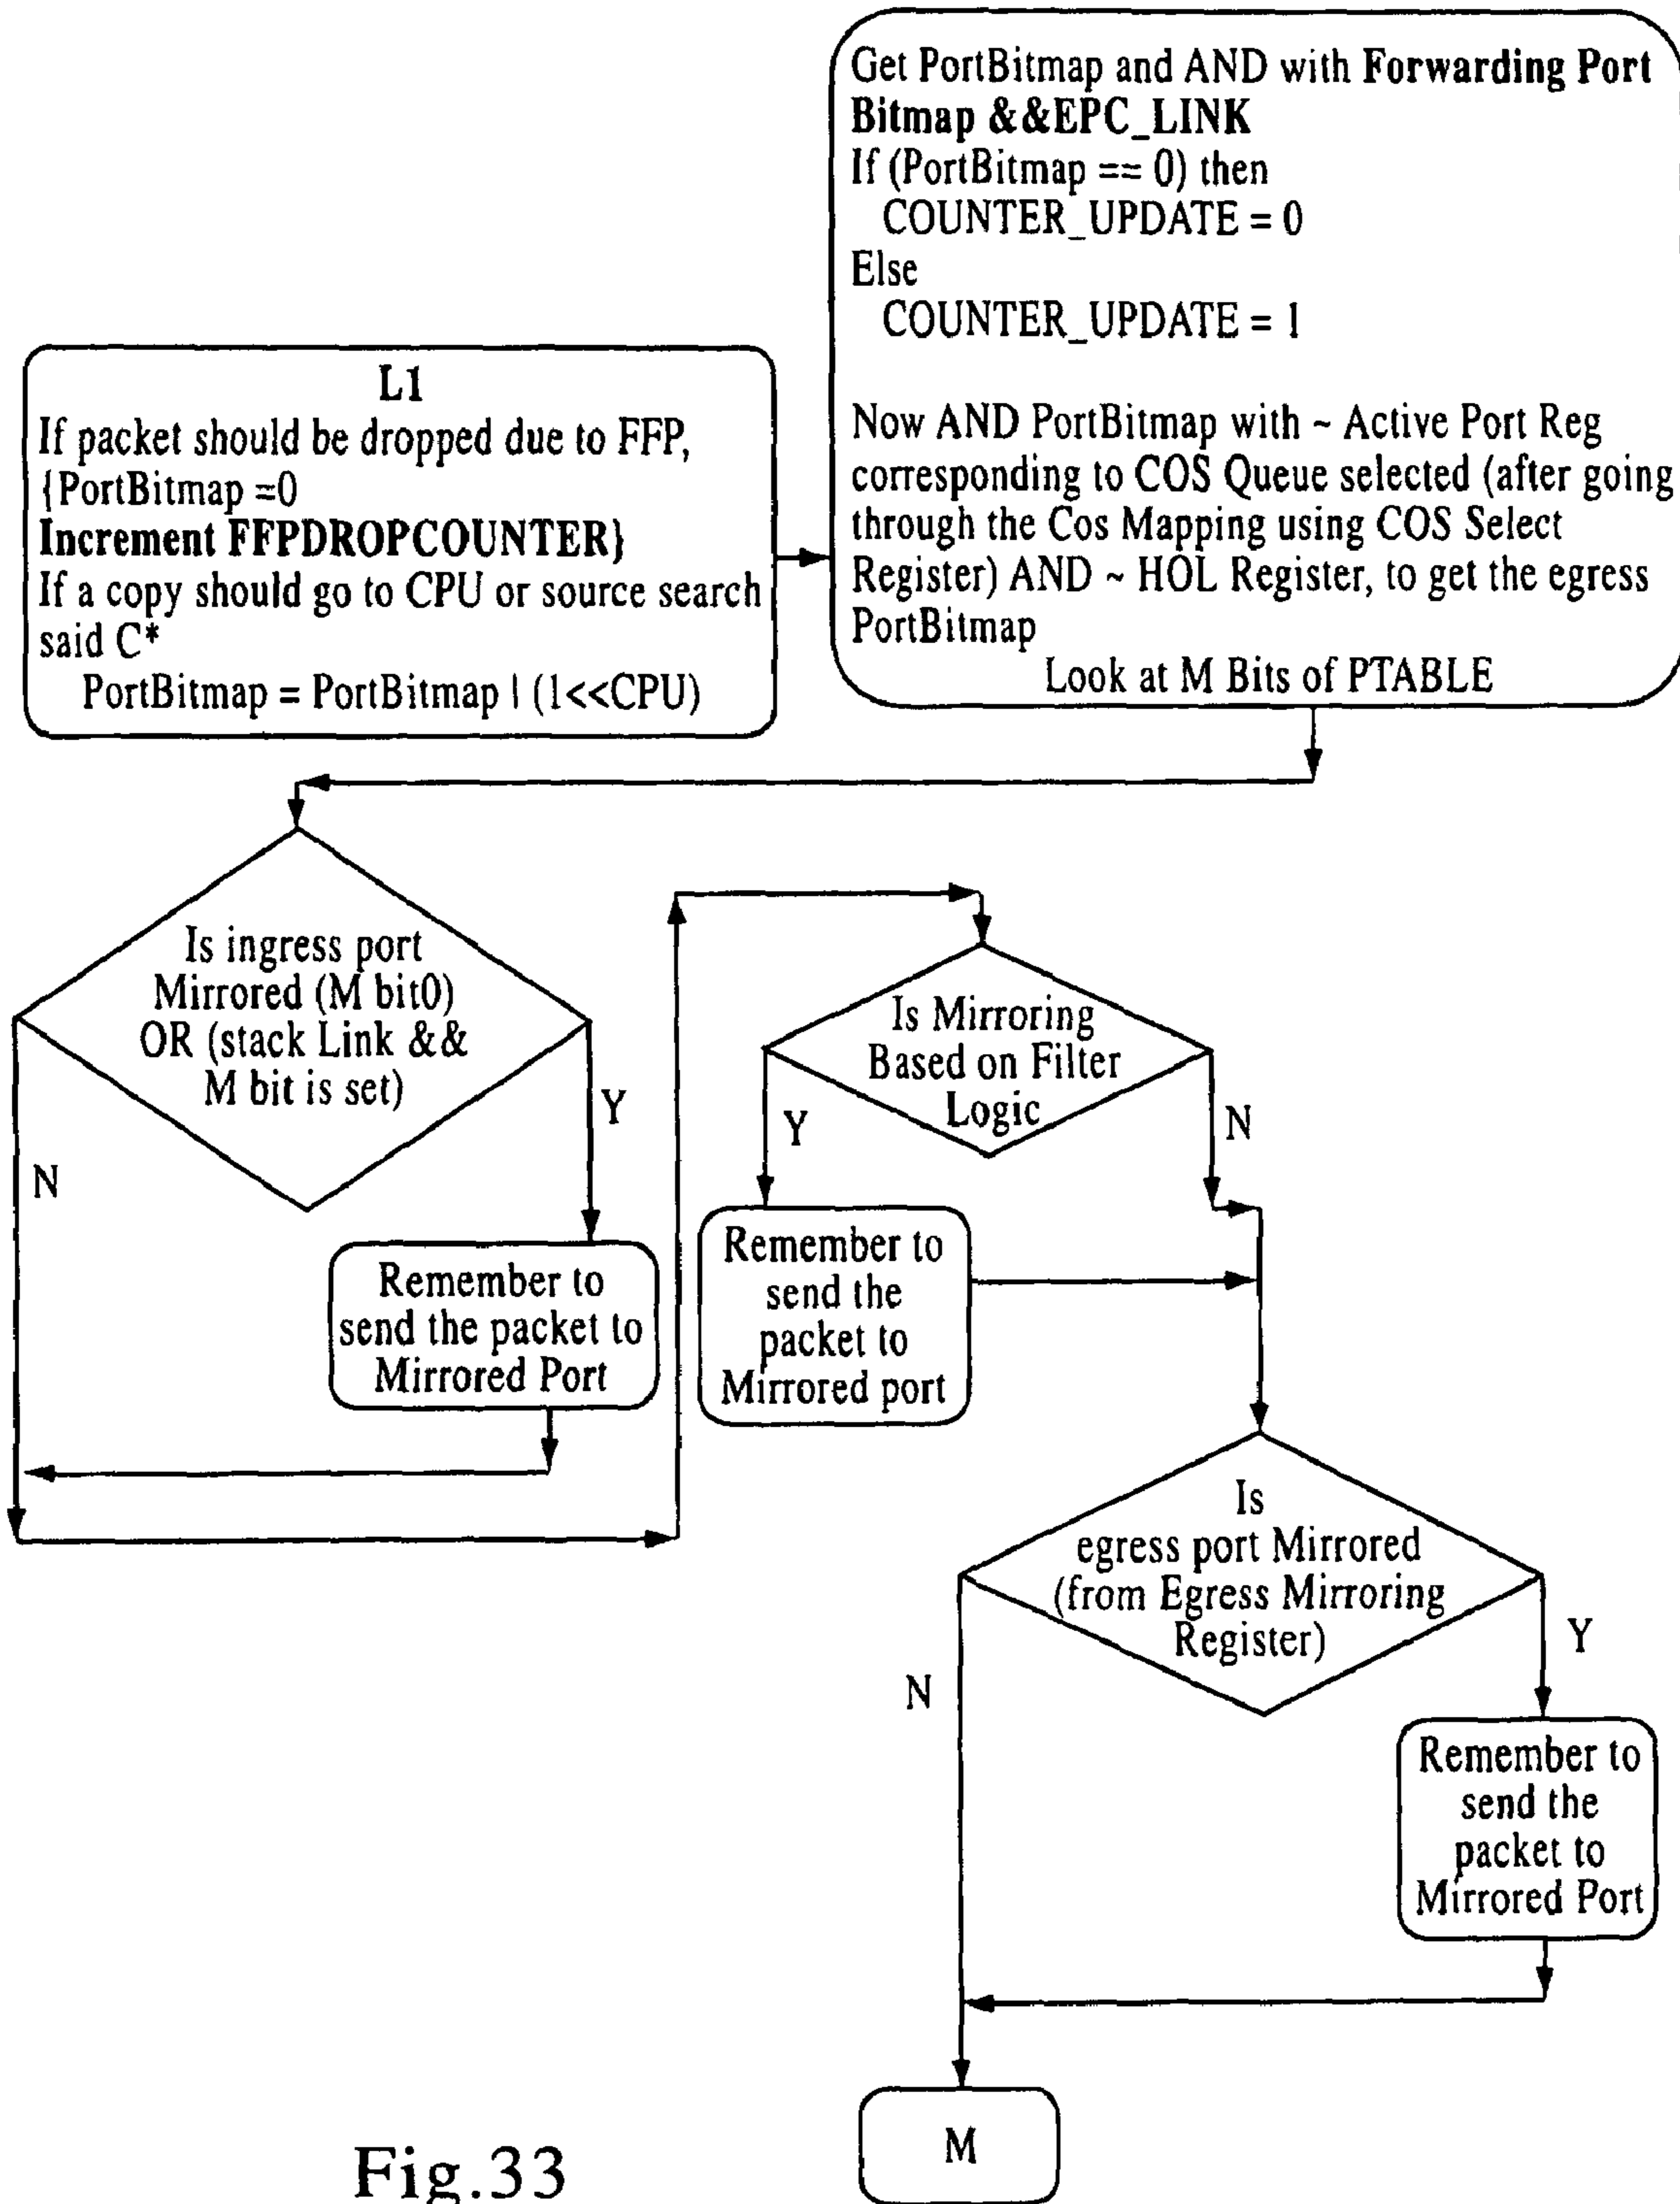 Get PortBitmap and AND with Forwarding Port
Bitmap &&EPC_LINK
If (PortBitmap == 0) then
COUNTER_UPDATE = 0
Else
COUNTER_UPDATE = 1
Now AND PortBitmap with ~ Active Port Reg
corresponding to COS Queue selected (after going
through the Cos Mapping using COS Select
Register) AND ~ HOL Register, to get the egress
PortBitmap
Look at M Bits of PTABLE
L1
If packet should be dropped due to FFP,
{PortBitmap =0
Increment FFPDROPCOUNTER}
If a copy should go to CPU or source search
said C*
PortBitmap = PortBitmap | (1<<CPU)
Is ingress port
Mirrored (M bit0)
OR (stack Link &&
M bit is set)
N
Y
Remember to
send the packet to
Mirrored Port
Is Mirroring
Based on Filter
Logic
Y
N
Remember to
send the
packet to
Mirrored port
Is
egress port Mirrored
(from Egress Mirroring
Register)
N
Y
Remember to
send the
packet to
Mirrored Port
M
Fig.33